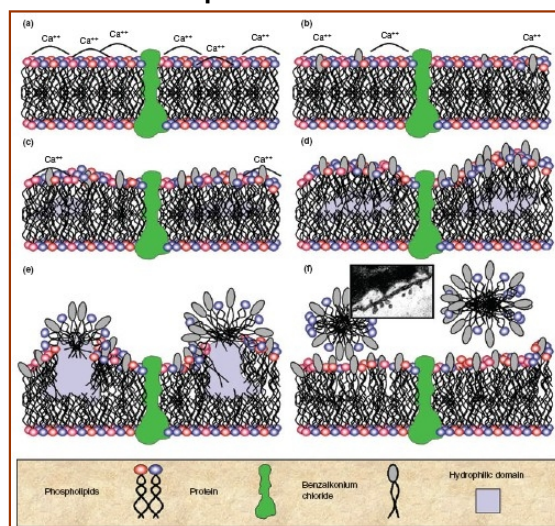 (a)
Ca++ Ca++ Ca++ Ca++ Ca++ Ca++
(b)
Ca++ Ca++ Ca++
(c)
Ca++ Ca++
(d)
(e)
(f)
Phospholipids
Protein
Benzalkonium
chloride
Hydrophilic domain